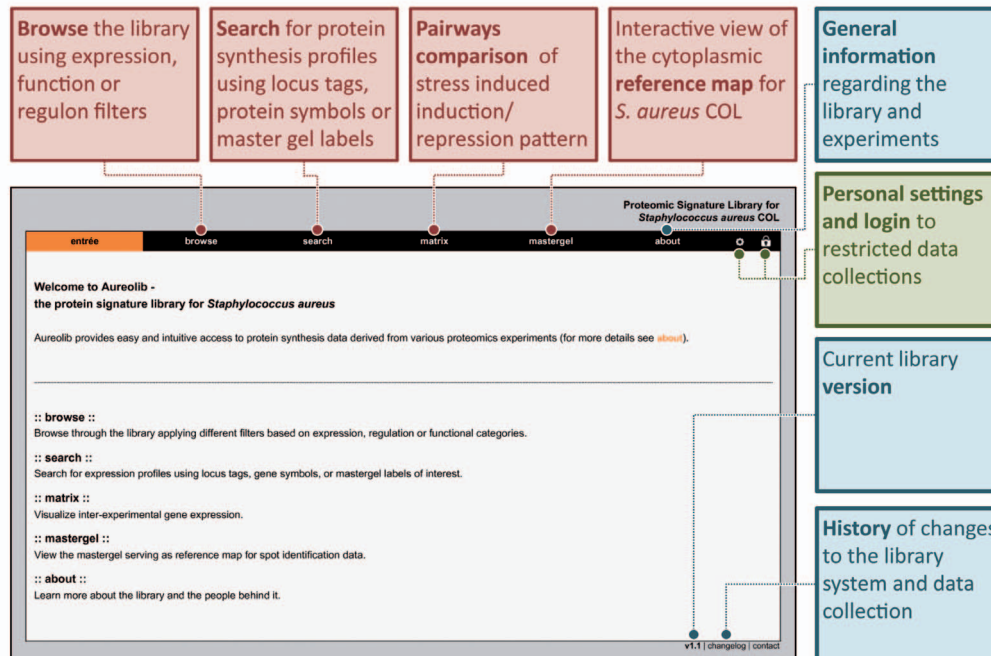 Browse the library
using expression,
function or
regulon filters
Search for protein
synthesis profiles
using locus tags,
protein symbols or
master gel labels
Pairways
comparison of
stress induced
induction/
repression pattern
Interactive view of
the cytoplasmic
reference map for
S. aureus COL
General
information
regarding the
library and
experiments
Personal settings
and login to
restricted data
collections
Current library
version
History of changes
to the library
system and data
collection
Proteomic Signature Library for
Staphylococcus aureus COL
entrée browse search matrix mastergel about
Welcome to Aureolib -
the protein signature library for Staphylococcus aureus
Aureolib provides easy and intuitive access to protein synthesis data derived from various proteomics experiments (for more details see about).
:: browse ::
Browse through the library applying different filters based on expression, regulation or functional categories.
:: search ::
Search for expression profiles using locus tags, gene symbols, or mastergel labels of interest.
:: matrix ::
Visualize inter-experimental gene expression.
:: mastergel ::
View the mastergel serving as reference map for spot identification data.
:: about ::
Learn more about the library and the people behind it.
v1.1 | changelog | contact